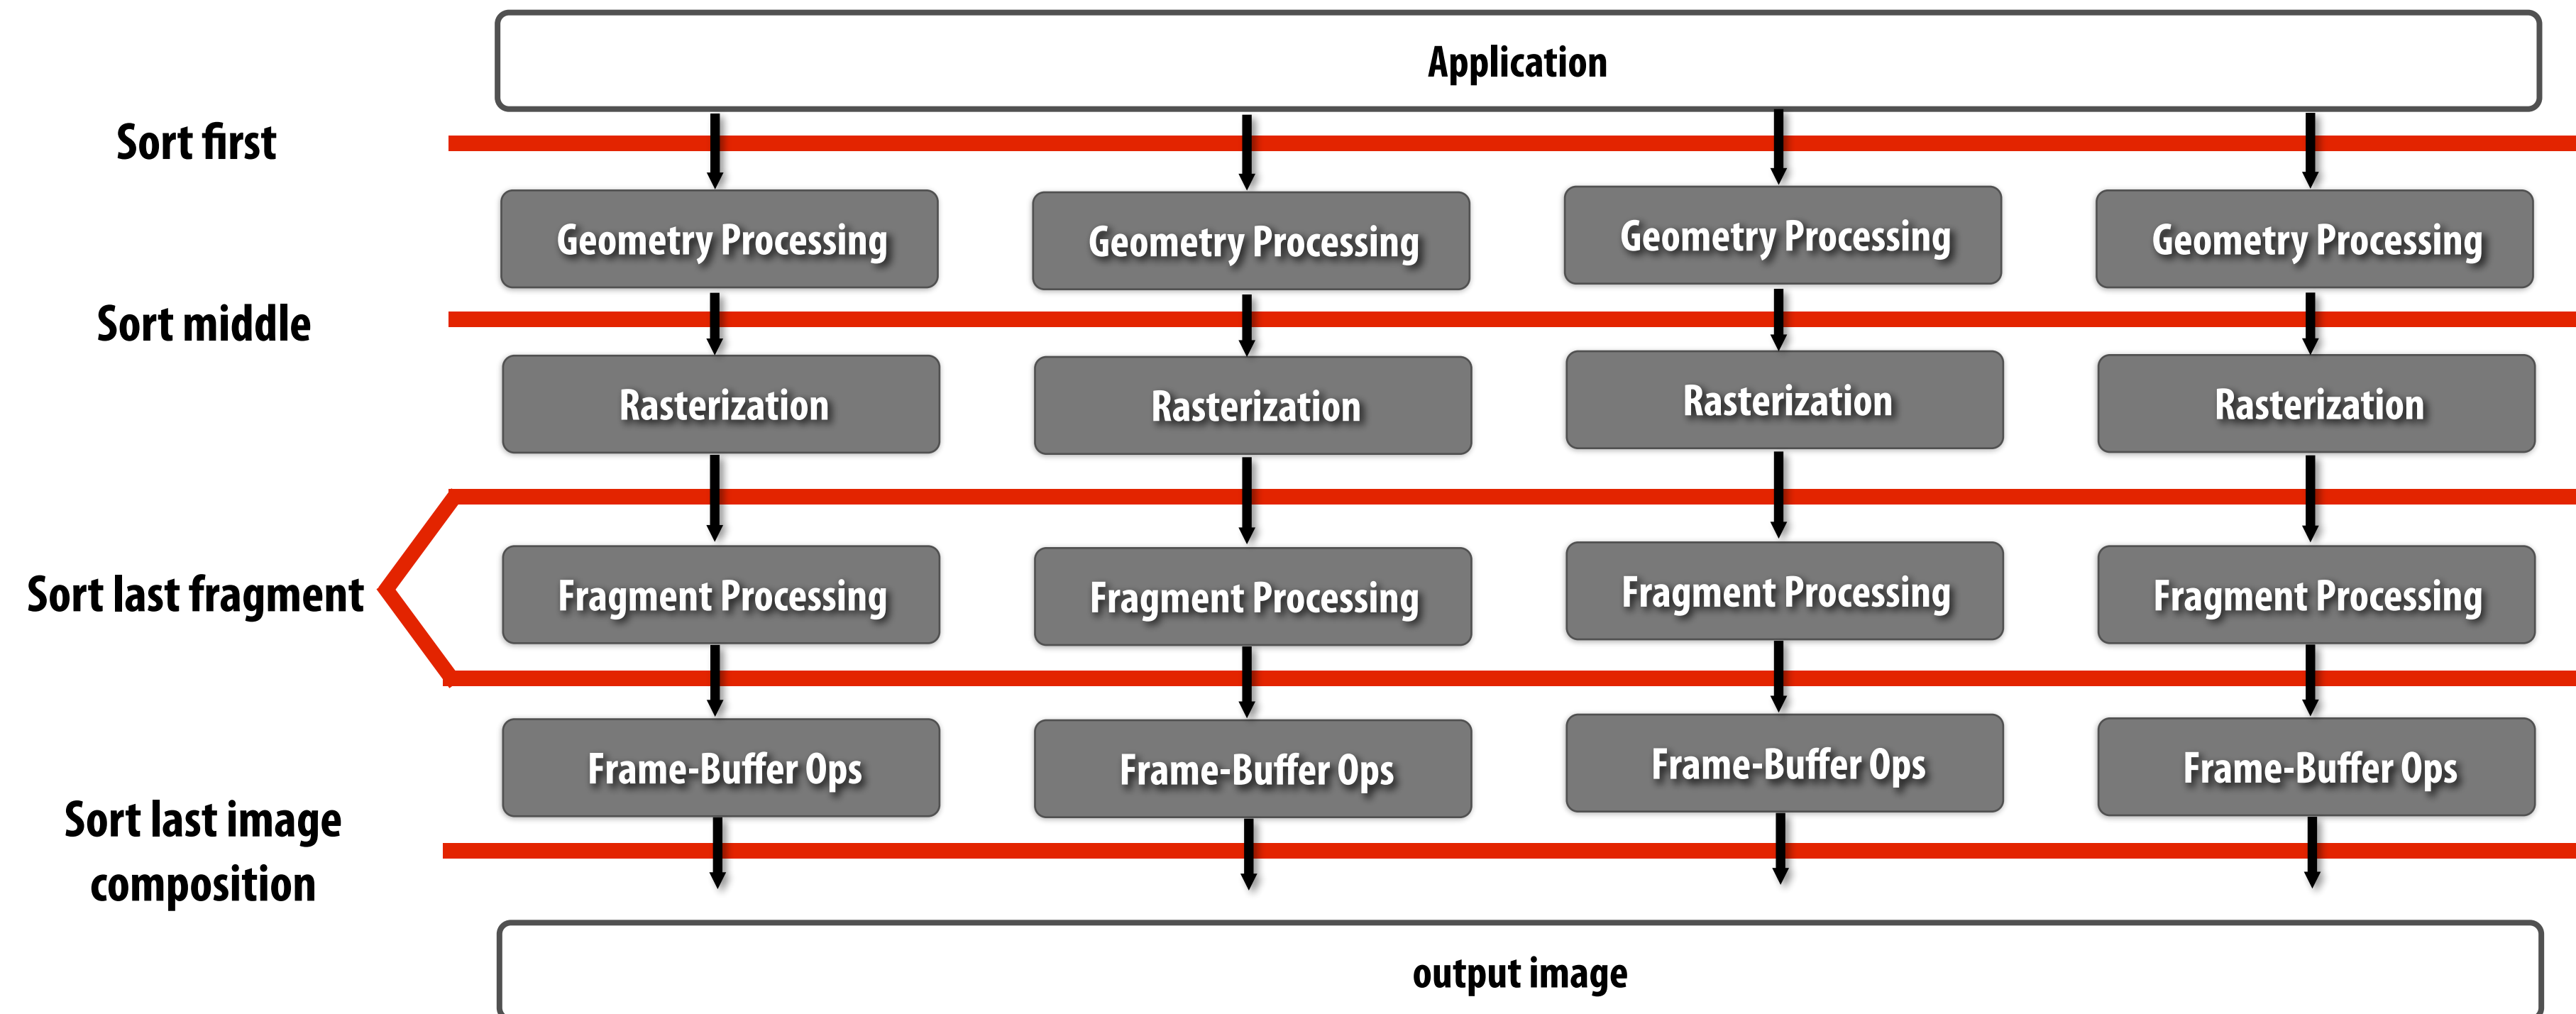 Application
Sort first
Geometry Processing
Geometry Processing
Geometry Processing
Geometry Processing
Sort middle
Rasterization
Rasterization
Rasterization
Rasterization
Sort last fragment
Fragment Processing
Fragment Processing
Fragment Processing
Fragment Processing
Frame-Buffer Ops
Frame-Buffer Ops
Frame-Buffer Ops
Frame-Buffer Ops
Sort last image
composition
output image